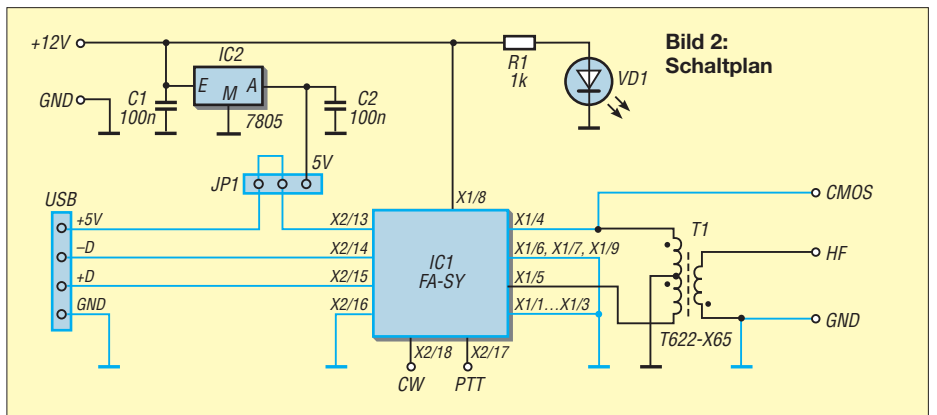 Bild 2:
Schaltplan
+12V
GND
C1
100n
IC2
E
M
A
7805
C2
100n
5V
JP1
R1
1k
VD1
USB
+5V
–D
+D
GND
X2/13
X2/14
X2/15
X2/16
IC1
FA-SY
X1/8
X1/4
X1/6, X1/7, X1/9
X1/5
X1/1...X1/3
X2/18
X2/17
CW
PTT
T1
T622-X65
CMOS
HF
GND